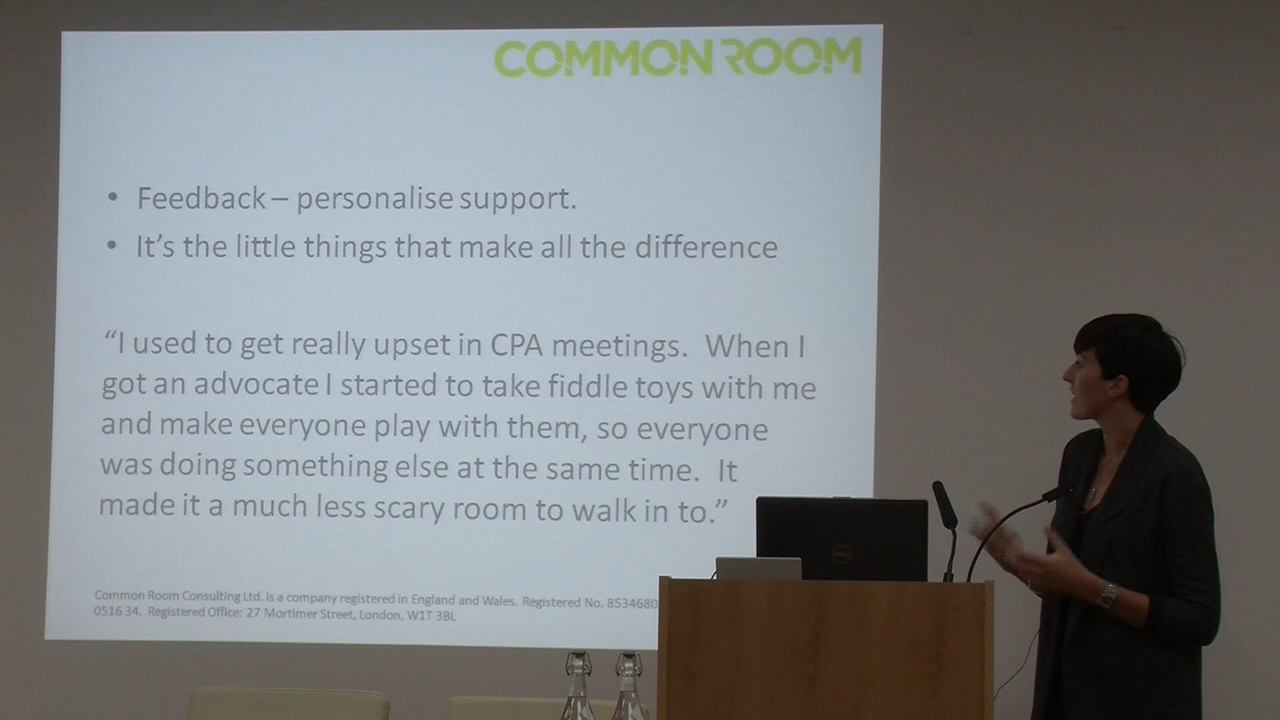 COMMON ROOM
• Feedback – personalise support.
• It's the little things that make all the difference
“I used to get really upset in CPA meetings. When I
got an advocate I started to take fiddle toys with me
and make everyone play with them, so everyone
was doing something else at the same time. It
made it a much less scary room to walk in to.”
Common Room Consulting Ltd. Is a company registered in England and Wales. Registered No. 8534680
0516 34. Registered Office: 27 Mortimer Street, London, W1T 3BL